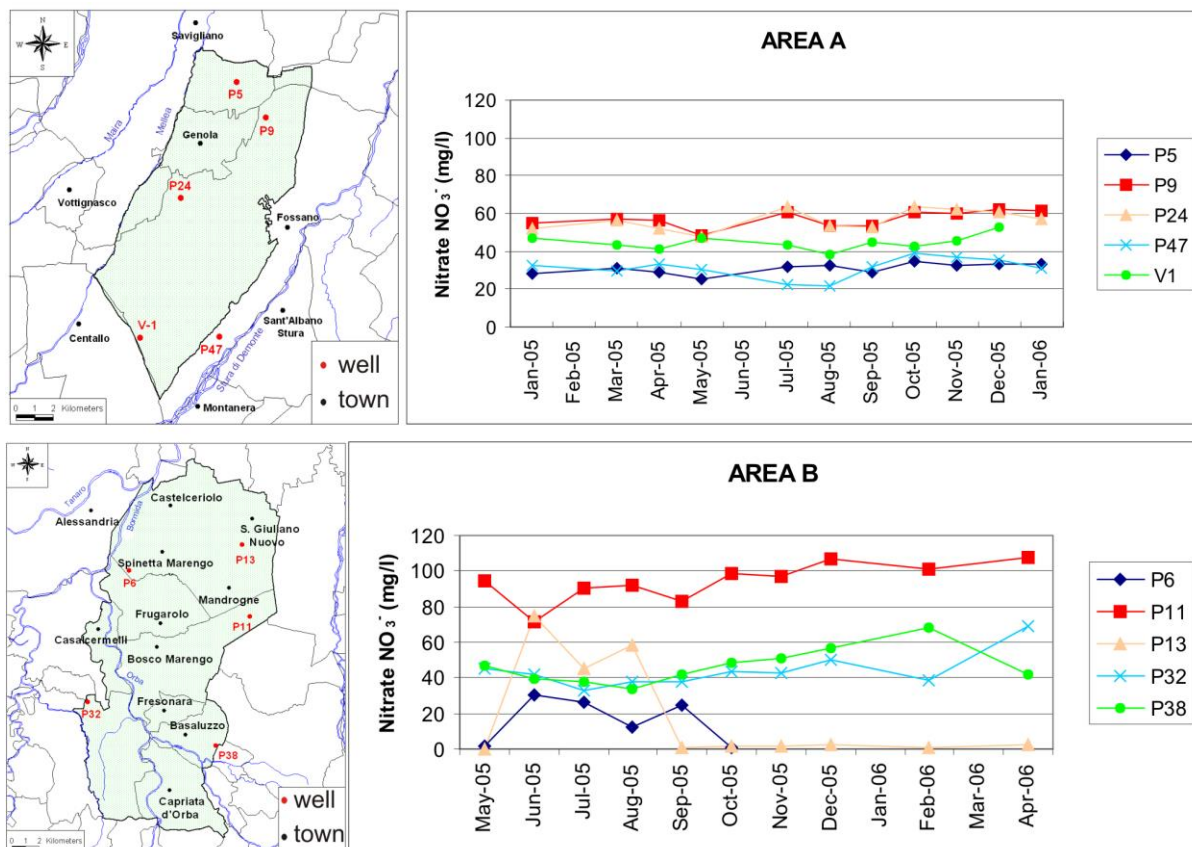 N
W E
S
Savigliano
Maira
Mellea
P5
P9
Genola
P24
Vottignasco
Fossano
V-1
P47
Sant'Albano
Stura
Centallo
Stura di Demonte
Montanera
well
town
0 1 2 Kilometers
AREA A
Nitrate NO₃⁻ (mg/l)
120
100
80
60
40
20
0
Jan-05
Feb-05
Mar-05
Apr-05
May-05
Jun-05
Jul-05
Aug-05
Sep-05
Oct-05
Nov-05
Dec-05
Jan-06
P5
P9
P24
P47
V1
Tanaro
Bormida
Castelceriolo
Alessandria
S. Giuliano
Nuovo
P13
Spinetta Marengo
P6
Mandrogne
Frugarolo
P11
Casalcermelli
Bosco Marengo
Orba
P32
Fresonara
Basaluzzo
P38
Capriata
d'Orba
well
town
0 1 2 Kilometers
AREA B
Nitrate NO₃⁻ (mg/l)
120
100
80
60
40
20
0
May-05
Jun-05
Jul-05
Aug-05
Sep-05
Oct-05
Nov-05
Dec-05
Jan-06
Feb-06
Mar-06
Apr-06
P6
P11
P13
P32
P38